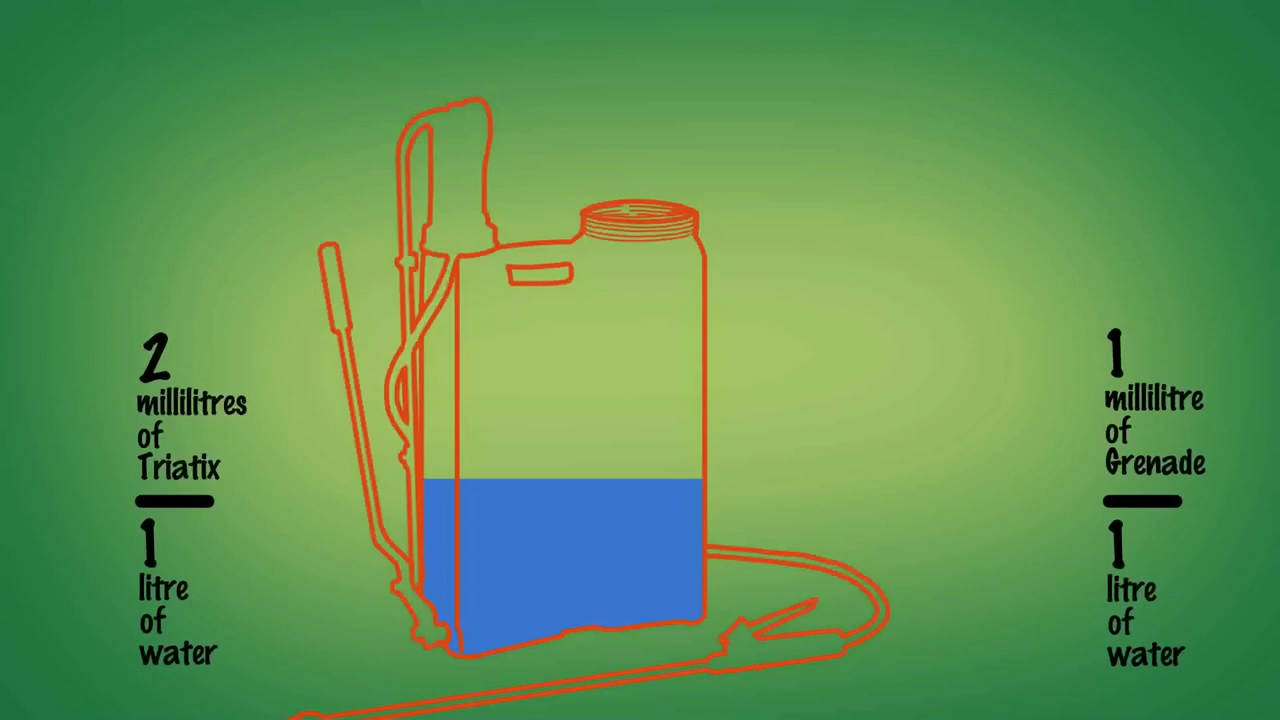 2
millilitres
of
Triatix
1
litre
of
water
1
millilitre
of
Grenade
1
litre
of
water